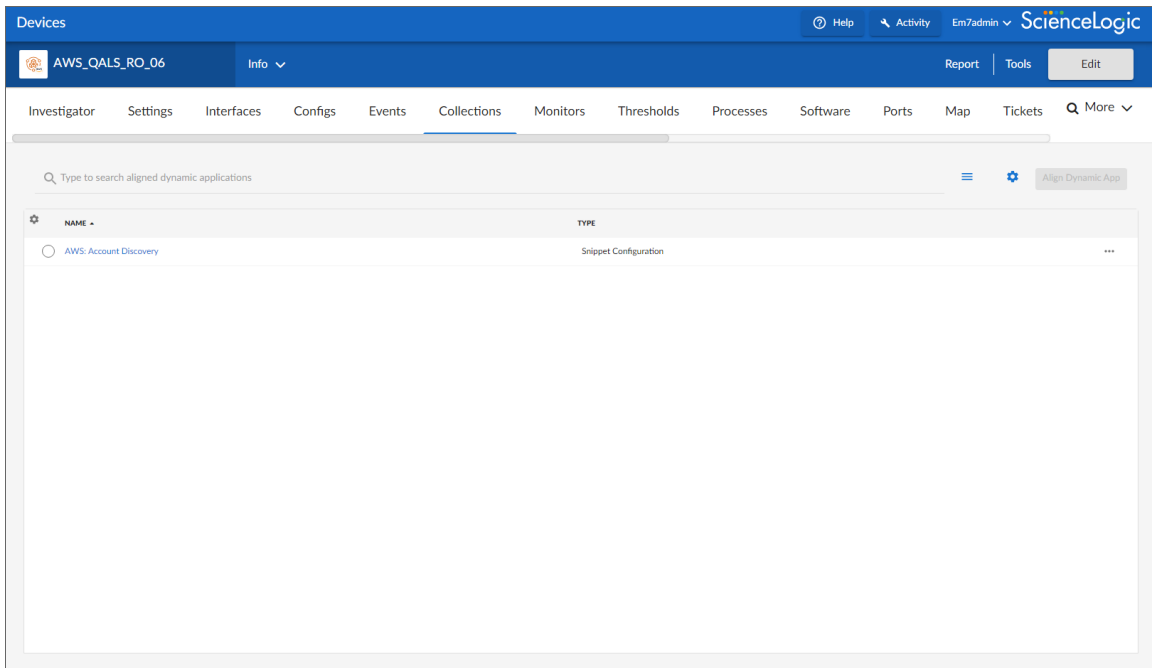 Devices
Help
Activity
Em7admin
ScienceLogic
AWS_QALS_RO_06
Info
Report
Tools
Edit
Investigator
Settings
Interfaces
Configs
Events
Collections
Monitors
Thresholds
Processes
Software
Ports
Map
Tickets
More
Type to search aligned dynamic applications
Align Dynamic App
NAME
TYPE
AWS: Account Discovery
Snippet Configuration